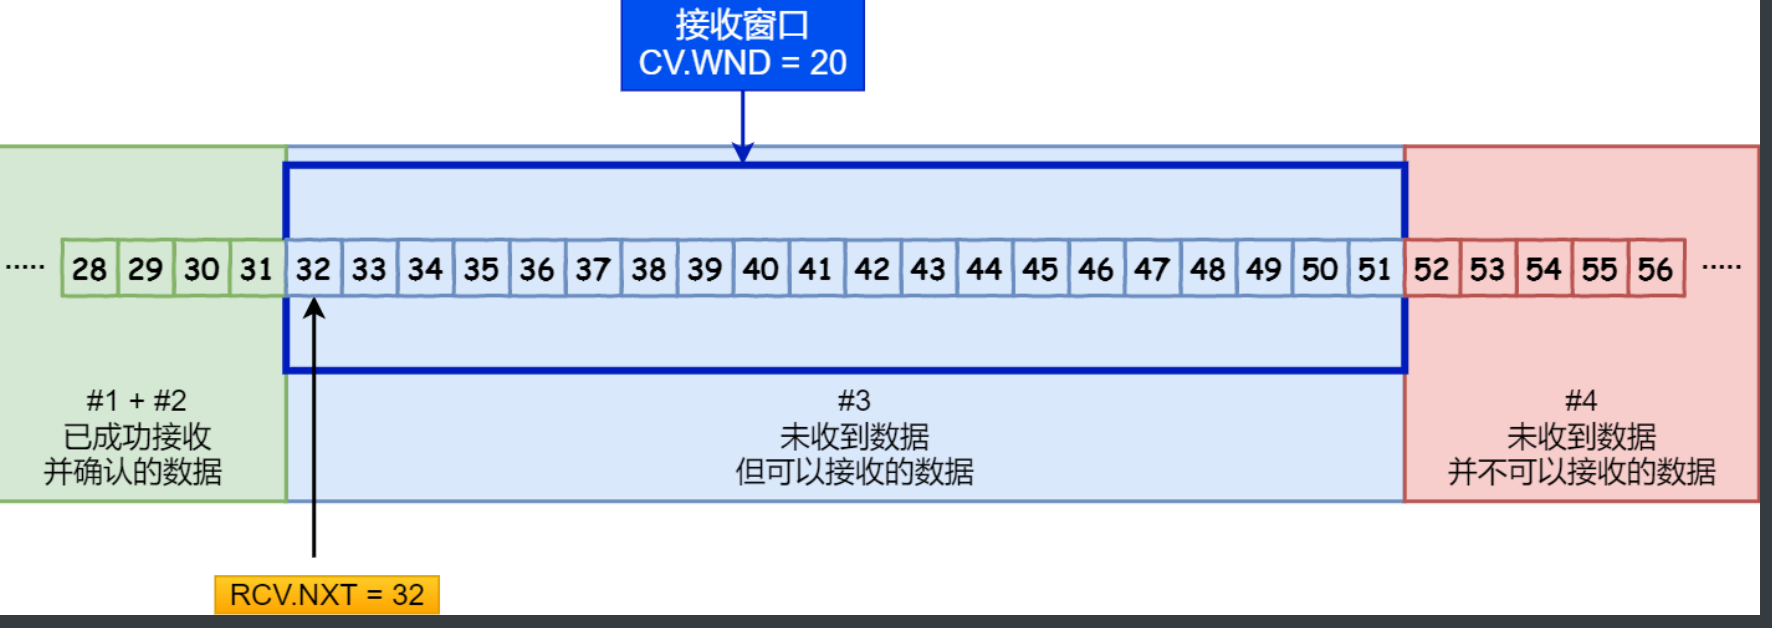 接收窗口
CV.WND = 20
····· 28 29 30 31 32 33 34 35 36 37 38 39 40 41 42 43 44 45 46 47 48 49 50 51 52 53 54 55 56 ·····
#1 + #2
已成功接收
并确认的数据
#3
未收到数据
但可以接收的数据
#4
未收到数据
并不可以接收的数据
RCV.NXT = 32